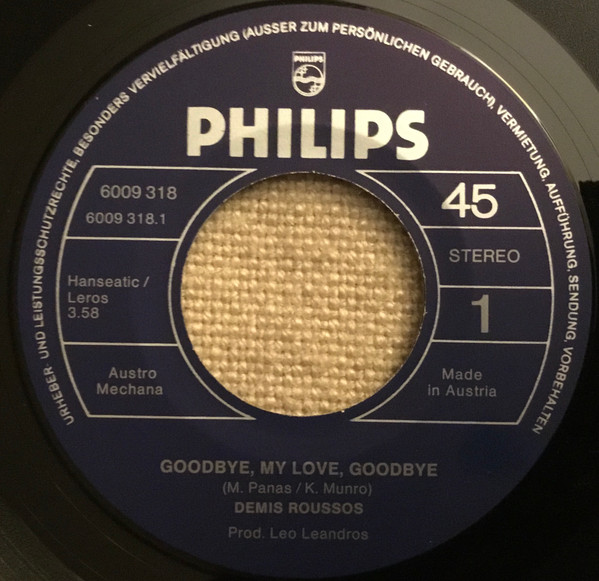 URHEBER- UND LEISTUNGSSCHUTZRECHTE, BESONDERS VERVIELFÄLTIGUNG (AUSSER ZUM PERSÖNLICHEN GEBRAUCH), VERMIETUNG, AUFFÜHRUNG, SENDUNG, VORBEHALTEN
PHILIPS
PHILIPS
6009 318
6009 318.1
45
STEREO
Hanseatic /
Leros
3.58
1
Austro
Mechana
Made
in Austria
GOODBYE, MY LOVE, GOODBYE
(M. Panas / K. Munro)
DEMIS ROUSSOS
Prod. Leo Leandros